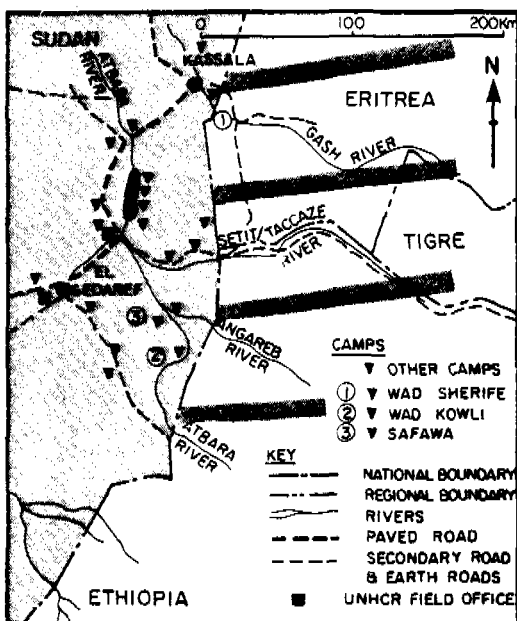 SUDAN
0 100 200Km
KASSALA
ATBARA
RIVER
N
ERITREA
①
GASH RIVER
SETIT/TACCAZE
RIVER
TIGRE
EL
GEDAREF
③
②
ANGAREB
RIVER
ATBARA
RIVER
CAMPS
OTHER CAMPS
① WAD SHERIFE
② WAD KOWLI
③ SAFAWA
KEY
NATIONAL BOUNDARY
REGIONAL BOUNDARY
RIVERS
PAVED ROAD
SECONDARY ROAD
& EARTH ROADS
UNHCR FIELD OFFICE
ETHIOPIA